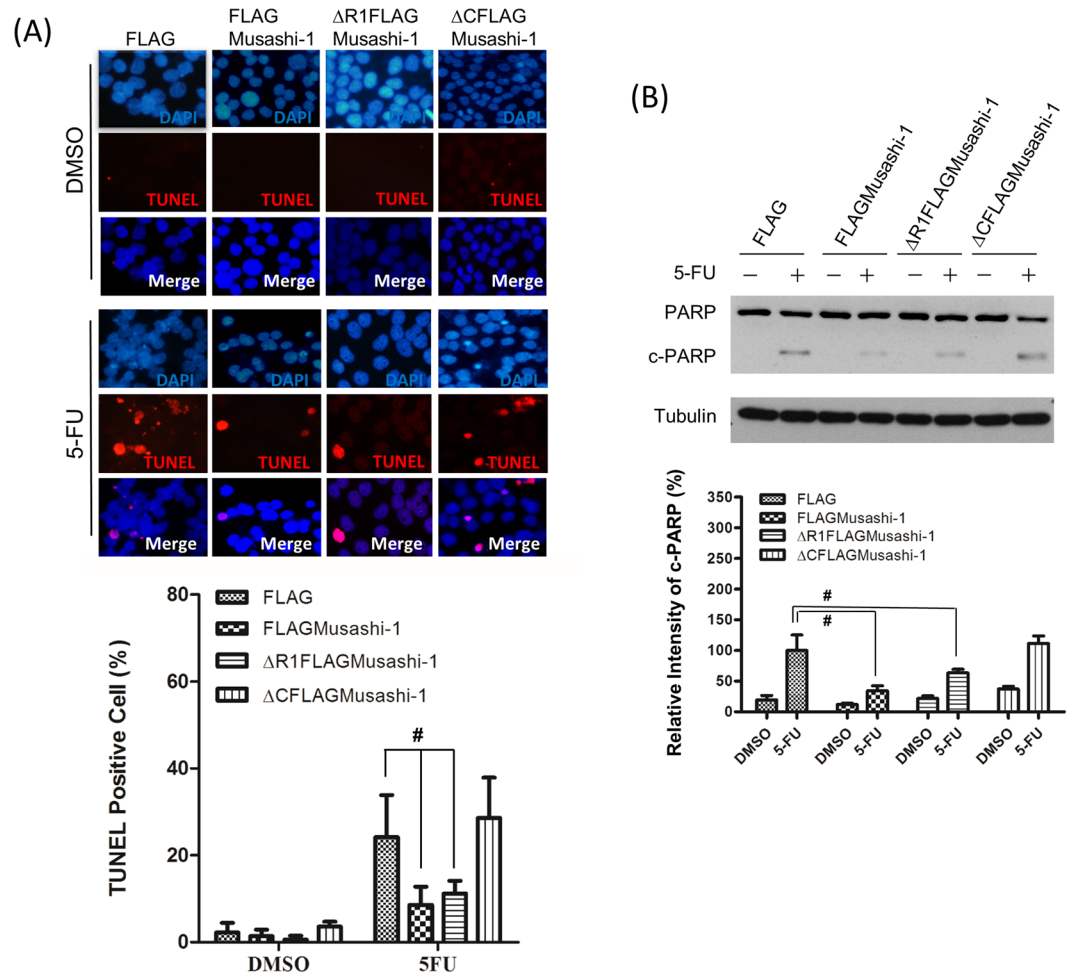 (A)
FLAG
FLAG
Musashi-1
ΔR1FLAG
Musashi-1
ΔCFLAG
Musashi-1
DMSO
DAPI
DAPI
DAPI
DAPI
TUNEL
TUNEL
TUNEL
TUNEL
Merge
Merge
Merge
Merge
5-FU
DAPI
DAPI
DAPI
DAPI
TUNEL
TUNEL
TUNEL
TUNEL
Merge
Merge
Merge
Merge
TUNEL Positive Cell (%)
80
60
40
20
0
FLAG
FLAGMusashi-1
ΔR1FLAGMusashi-1
ΔCFLAGMusashi-1
#
DMSO
5FU
(B)
FLAG
FLAGMusashi-1
ΔR1FLAGMusashi-1
ΔCFLAGMusashi-1
5-FU − + − + − + − +
PARP
c-PARP
Tubulin
Relative Intensity of c-PARP (%)
350
300
250
200
150
100
50
0
FLAG
FLAGMusashi-1
ΔR1FLAGMusashi-1
ΔCFLAGMusashi-1
#
#
DMSO
5-FU
DMSO
5-FU
DMSO
5-FU
DMSO
5-FU